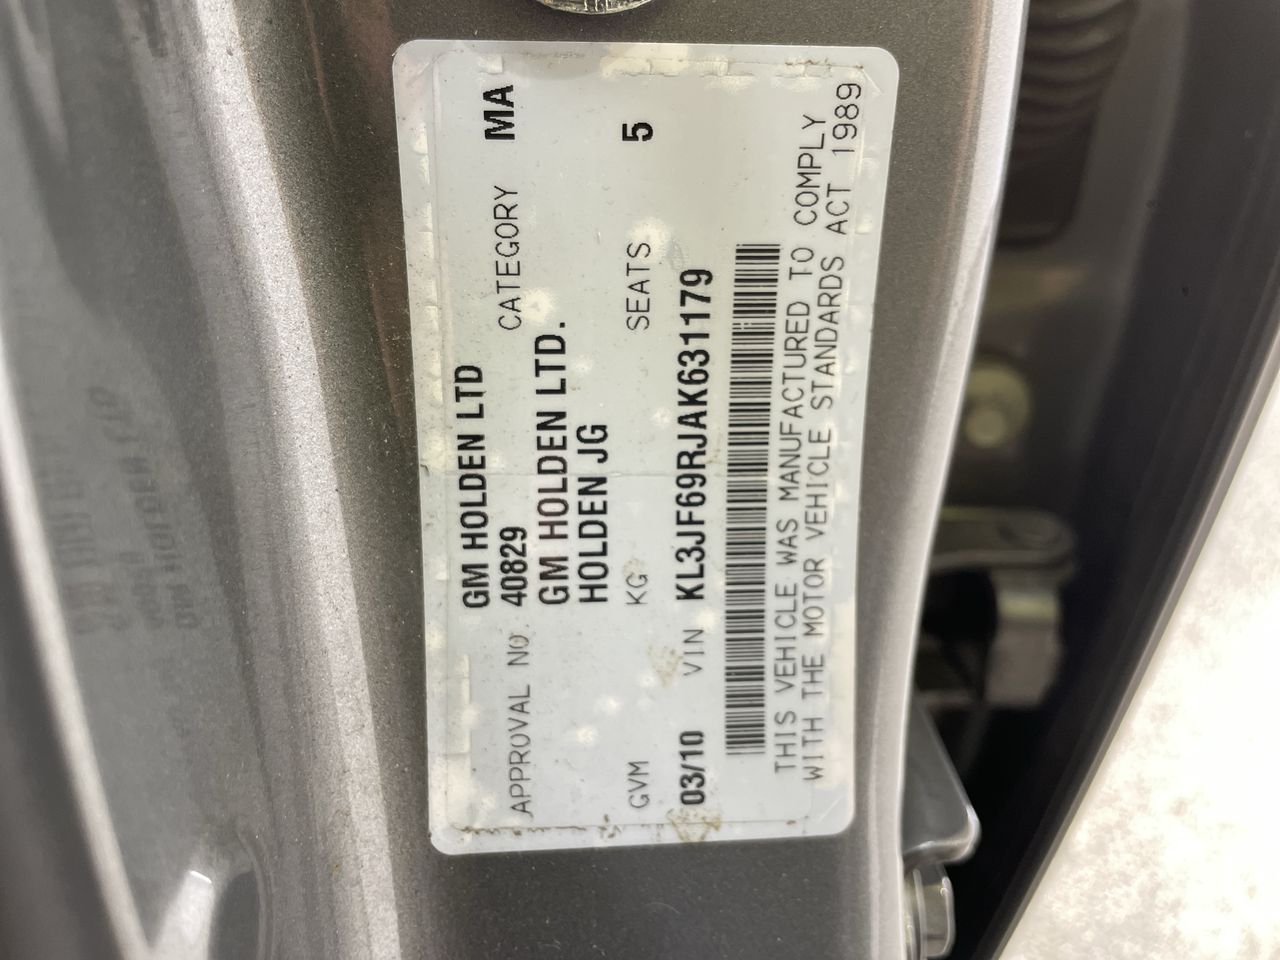 GM HOLDEN LTD
APPROVAL NO. 40829 CATEGORY MA
GM HOLDEN LTD.
HOLDEN JG
GVM KG SEATS 5
03/10 VIN KL3JF69RJAK631179
THIS VEHICLE WAS MANUFACTURED TO COMPLY
WITH THE MOTOR VEHICLE STANDARDS ACT 1989